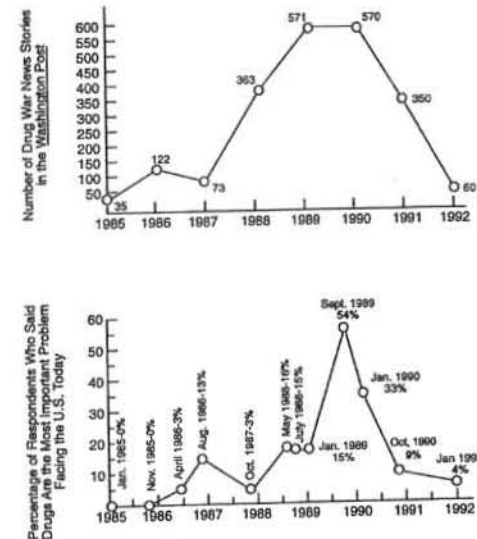 Number of Drug War News Stories
in the Washington Post
600
550
500
450
400
350
300
250
200
150
100
50
35
122
73
363
571
570
350
60
1985 1986 1987 1988 1989 1990 1991 1992
Percentage of Respondents Who Said
Drugs Are the Most Important Problem
Facing the U.S. Today
60
50
40
30
20
10
Jan. 1985-0%
Nov. 1985-0%
April 1986-3%
Aug. 1986-13%
Oct. 1987-3%
May 1988-16%
July 1988-15%
Jan. 1989
15%
Sept. 1989
54%
Jan. 1990
33%
Oct, 1990
9%
Jan 199
4%
1985 1986 1987 1988 1989 1990 1991 1992